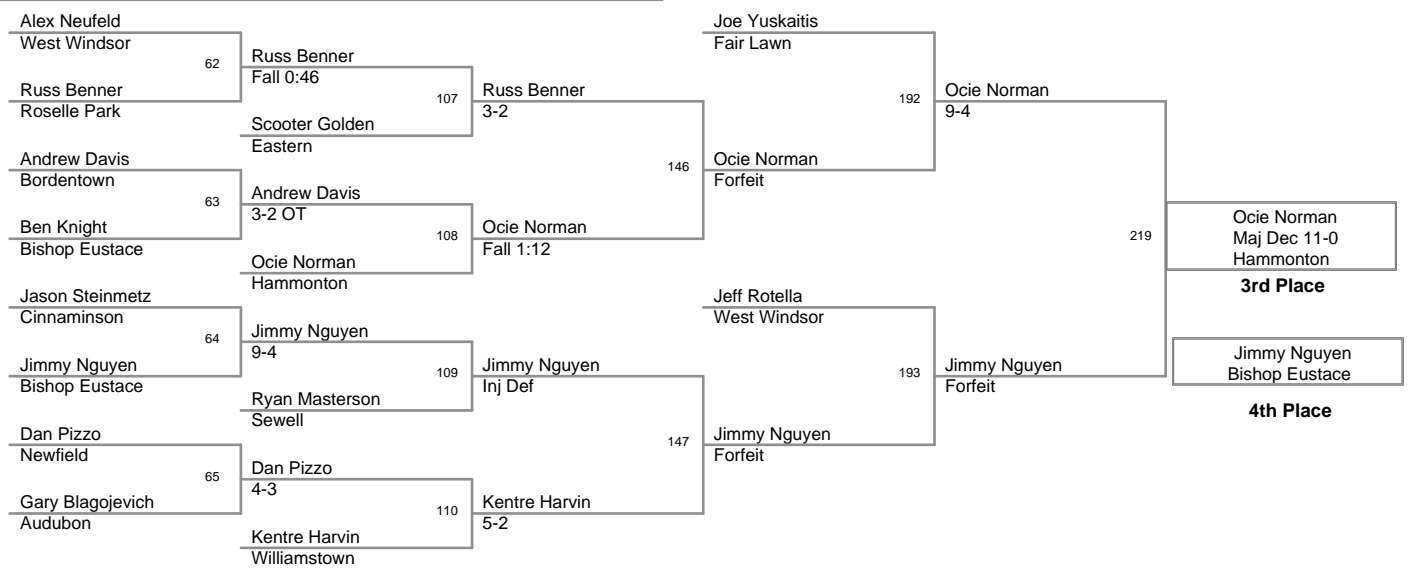 Alex Neufeld
West Windsor
62
Russ Benner
Roselle Park
Andrew Davis
Bordentown
63
Ben Knight
Bishop Eustace
Jason Steinmetz
Cinnaminson
64
Jimmy Nguyen
Bishop Eustace
Dan Pizzo
Newfield
65
Gary Blagojevich
Audubon
Russ Benner
Fall 0:46
107
Scooter Golden
Eastern
Andrew Davis
3-2 OT
108
Ocie Norman
Hammonton
Jimmy Nguyen
9-4
109
Ryan Masterson
Sewell
Dan Pizzo
4-3
110
Kentre Harvin
Williamstown
Russ Benner
3-2
146
Ocie Norman
Fall 1:12
Jimmy Nguyen
Inj Def
147
Kentre Harvin
5-2
Joe Yuskaitis
Fair Lawn
192
Ocie Norman
Forfeit
Jeff Rotella
West Windsor
193
Jimmy Nguyen
Forfeit
Ocie Norman
9-4
219
Jimmy Nguyen
Forfeit
Ocie Norman
Maj Dec 11-0
Hammonton
3rd Place
Jimmy Nguyen
Bishop Eustace
4th Place